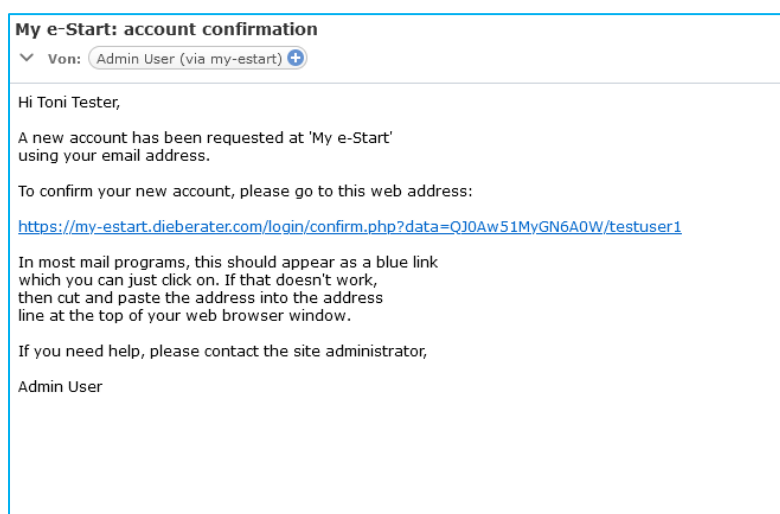 My e-Start: account confirmation
Von: Admin User (via my-estart)
Hi Toni Tester,
A new account has been requested at 'My e-Start'
using your email address.
To confirm your new account, please go to this web address:
https://my-estart.dieberater.com/login/confirm.php?data=QJ0Aw51MyGN6A0W/testuser1
In most mail programs, this should appear as a blue link
which you can just click on. If that doesn't work,
then cut and paste the address into the address
line at the top of your web browser window.
If you need help, please contact the site administrator,
Admin User